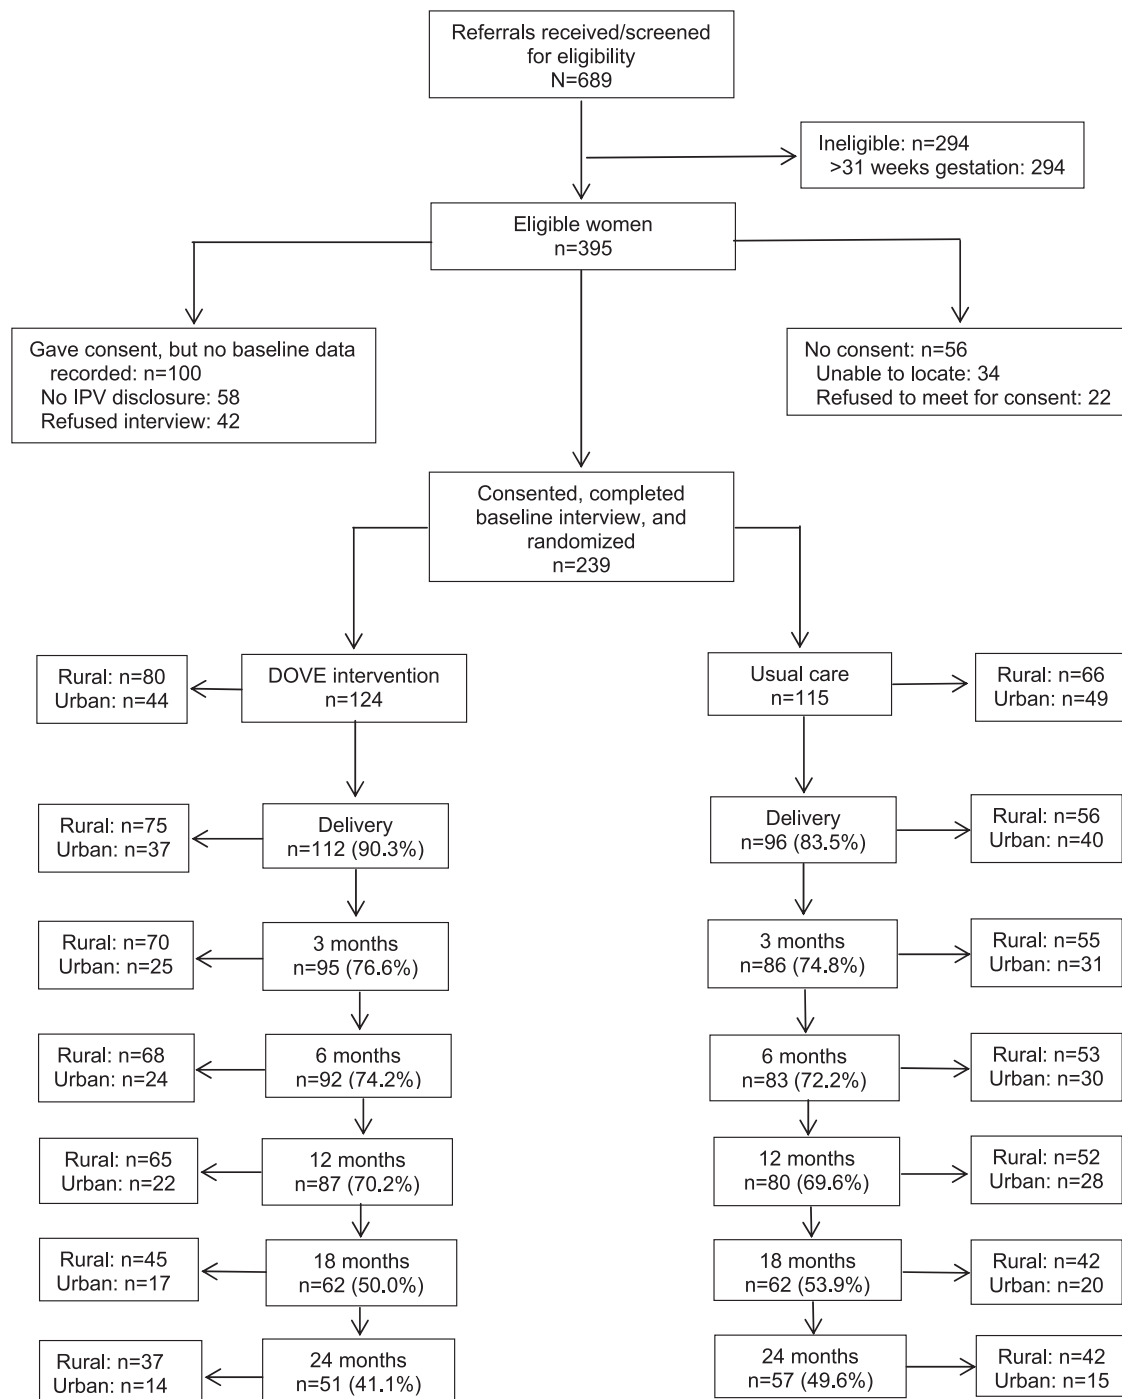 Referrals received/screened
for eligibility
N=689
Ineligible: n=294
>31 weeks gestation: 294
Eligible women
n=395
Gave consent, but no baseline data
recorded: n=100
No IPV disclosure: 58
Refused interview: 42
No consent: n=56
Unable to locate: 34
Refused to meet for consent: 22
Consented, completed
baseline interview, and
randomized
n=239
Rural: n=80
Urban: n=44
DOVE intervention
n=124
Usual care
n=115
Rural: n=66
Urban: n=49
Rural: n=75
Urban: n=37
Delivery
n=112 (90.3%)
Delivery
n=96 (83.5%)
Rural: n=56
Urban: n=40
Rural: n=70
Urban: n=25
3 months
n=95 (76.6%)
3 months
n=86 (74.8%)
Rural: n=55
Urban: n=31
Rural: n=68
Urban: n=24
6 months
n=92 (74.2%)
6 months
n=83 (72.2%)
Rural: n=53
Urban: n=30
Rural: n=65
Urban: n=22
12 months
n=87 (70.2%)
12 months
n=80 (69.6%)
Rural: n=52
Urban: n=28
Rural: n=45
Urban: n=17
18 months
n=62 (50.0%)
18 months
n=62 (53.9%)
Rural: n=42
Urban: n=20
Rural: n=37
Urban: n=14
24 months
n=51 (41.1%)
24 months
n=57 (49.6%)
Rural: n=42
Urban: n=15